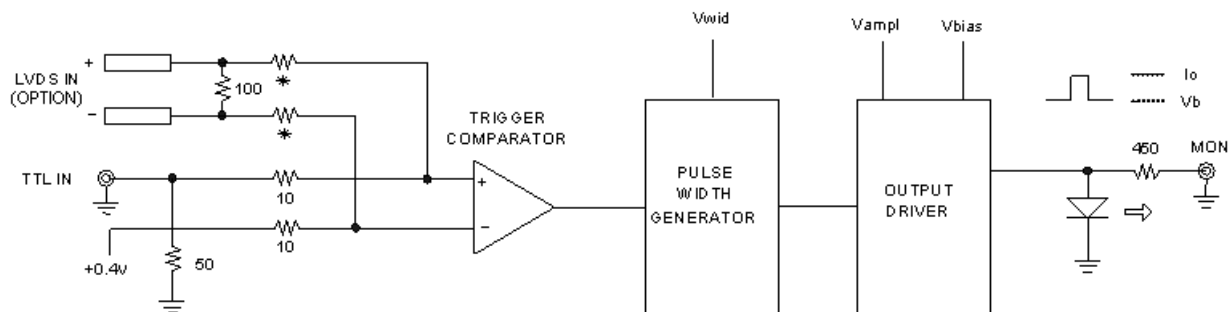 Vwid
Vampl
Vbias
+
LVDS IN
(OPTION)
−
100
*
*
Io
Vb
TRIGGER
COMPARATOR
450
MON
TTL IN
10
+
−
PULSE
WIDTH
GENERATOR
OUTPUT
DRIVER
10
+0.4v
50